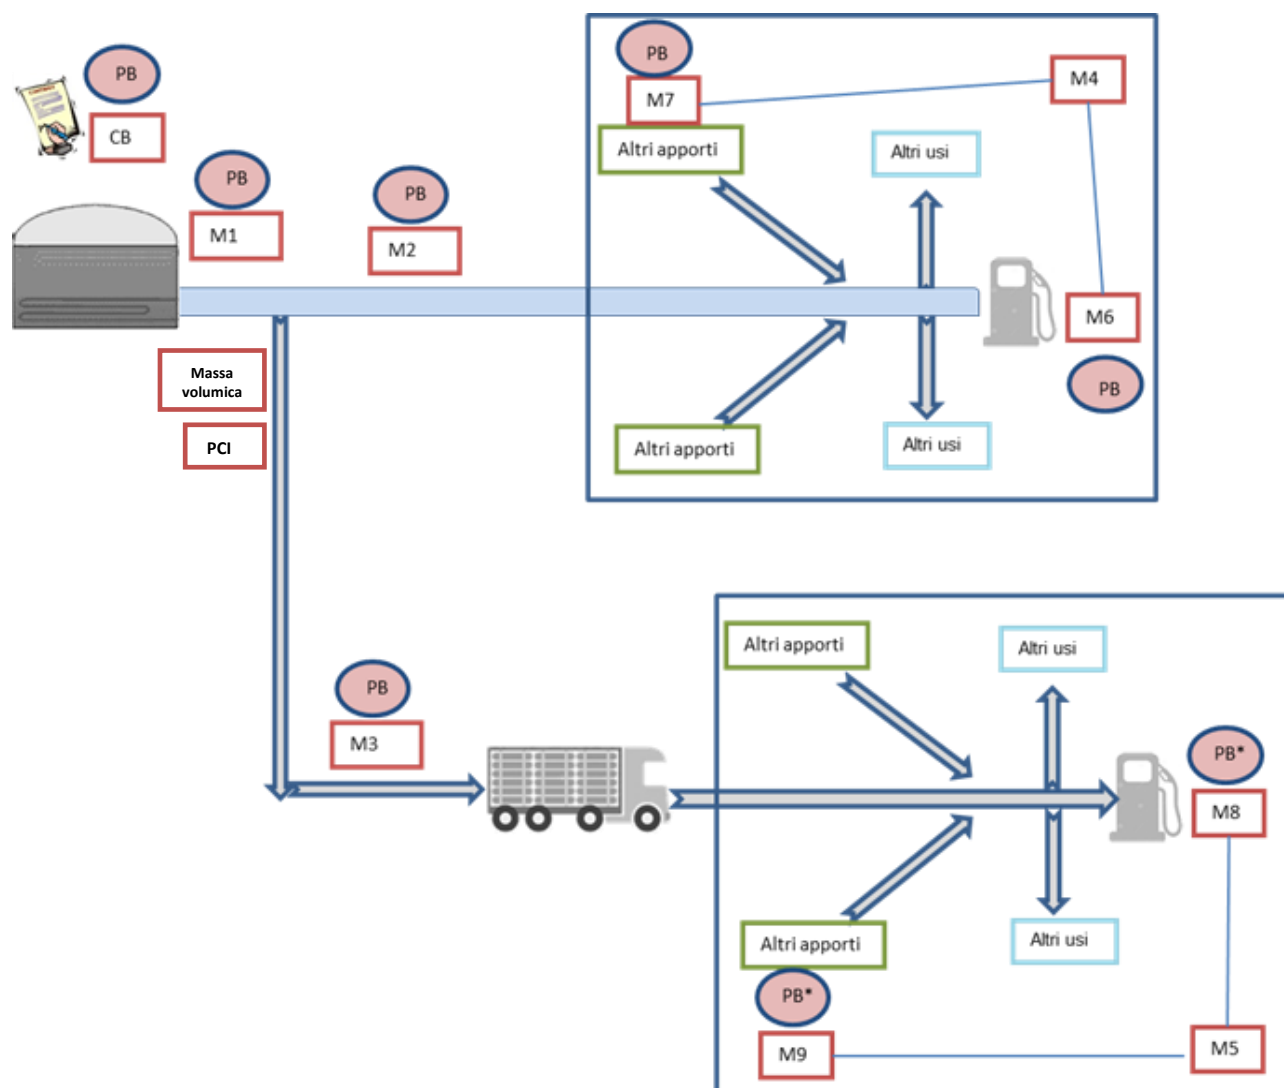 PB
CB
PB
M1
PB
M2
Massa
volumica
PCI
PB
M7
M4
Altri apporti
Altri usi
M6
PB
Altri apporti
Altri usi
PB
M3
Altri apporti
Altri usi
PB*
M8
Altri apporti
Altri usi
PB*
M9
M5